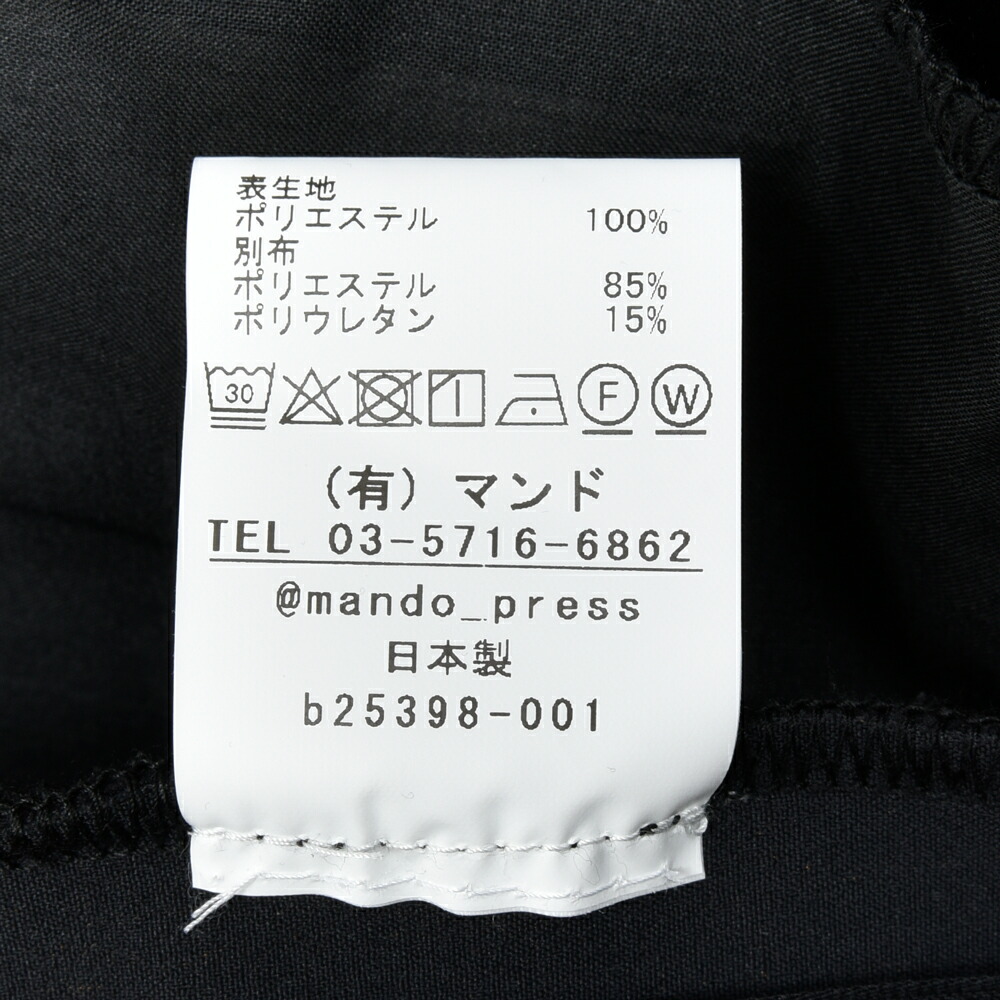 表生地
ポリエステル 100%
別布
ポリエステル 85%
ポリウレタン 15%
30 F W
(有) マンド
TEL 03-5716-6862
@mando_press
日本製
b25398-001